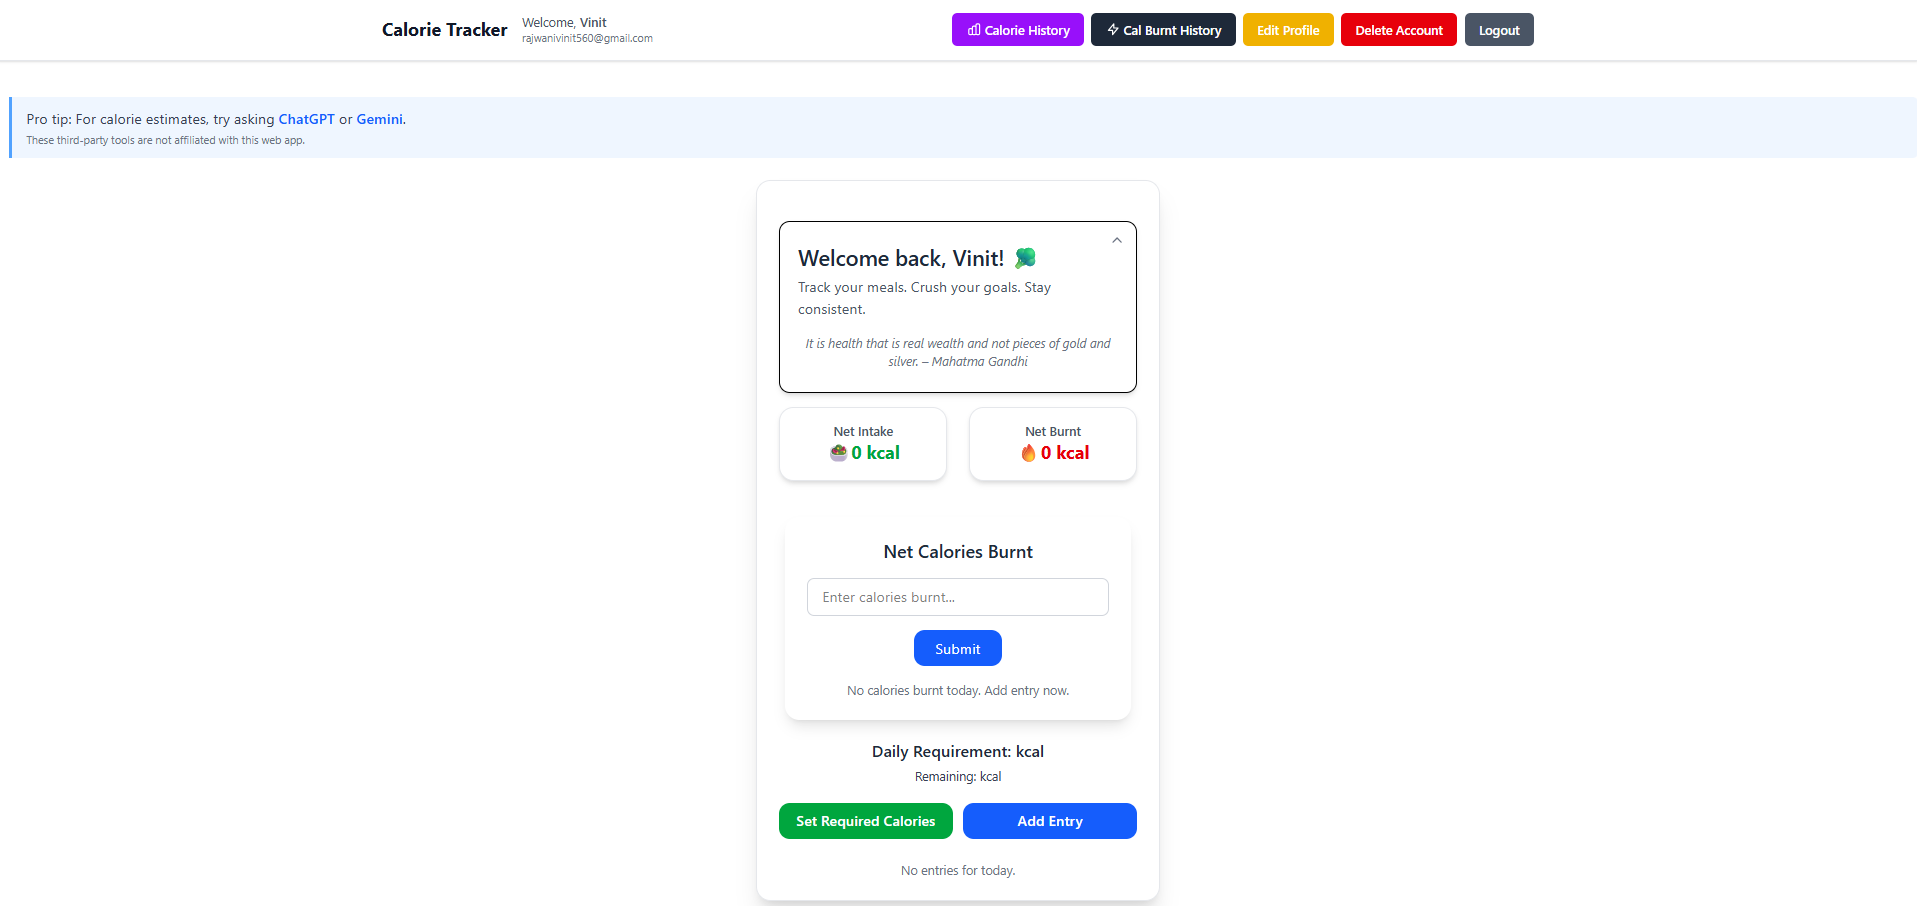 Calorie Tracker
Welcome, Vinit
rajwanivinit560@gmail.com
Calorie History
Cal Burnt History
Edit Profile
Delete Account
Logout
Pro tip: For calorie estimates, try asking ChatGPT or Gemini.
These third-party tools are not affiliated with this web app.
Welcome back, Vinit! 🥦
Track your meals. Crush your goals. Stay
consistent.
It is health that is real wealth and not pieces of gold and
silver. – Mahatma Gandhi
Net Intake
🥗 0 kcal
Net Burnt
🔥 0 kcal
Net Calories Burnt
Enter calories burnt...
Submit
No calories burnt today. Add entry now.
Daily Requirement: kcal
Remaining: kcal
Set Required Calories
Add Entry
No entries for today.